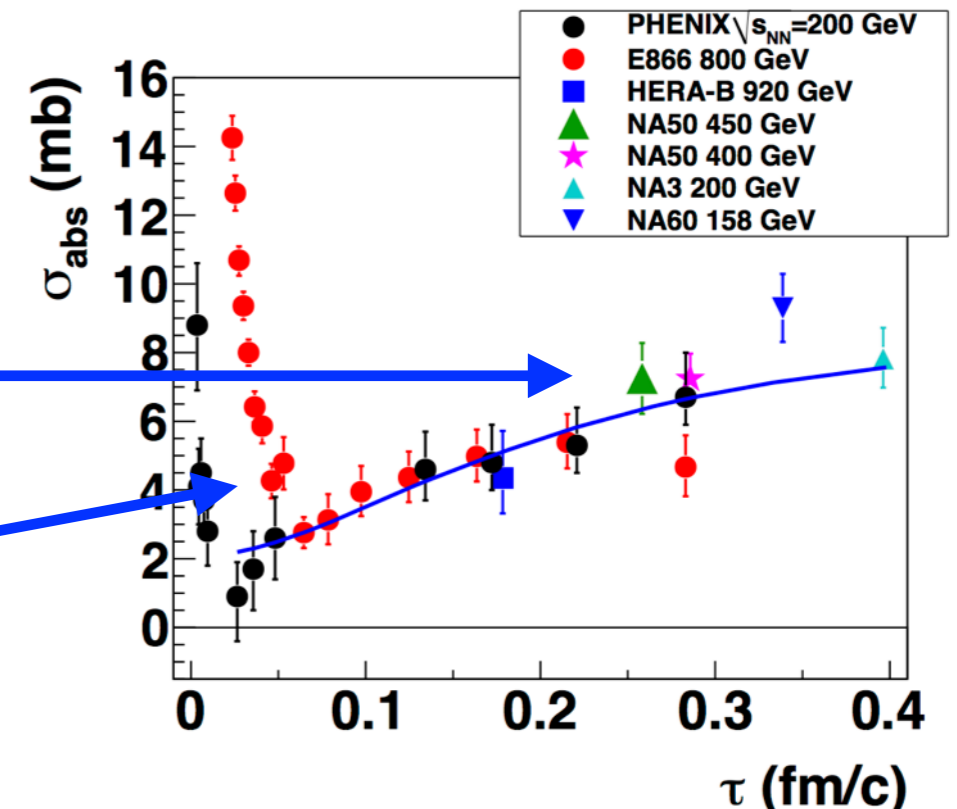 PHENIX √s_NN=200 GeV
E866 800 GeV
HERA-B 920 GeV
NA50 450 GeV
NA50 400 GeV
NA3 200 GeV
NA60 158 GeV
σ_abs (mb)
16
14
12
10
8
6
4
2
0
0 0.1 0.2 0.3 0.4
τ (fm/c)